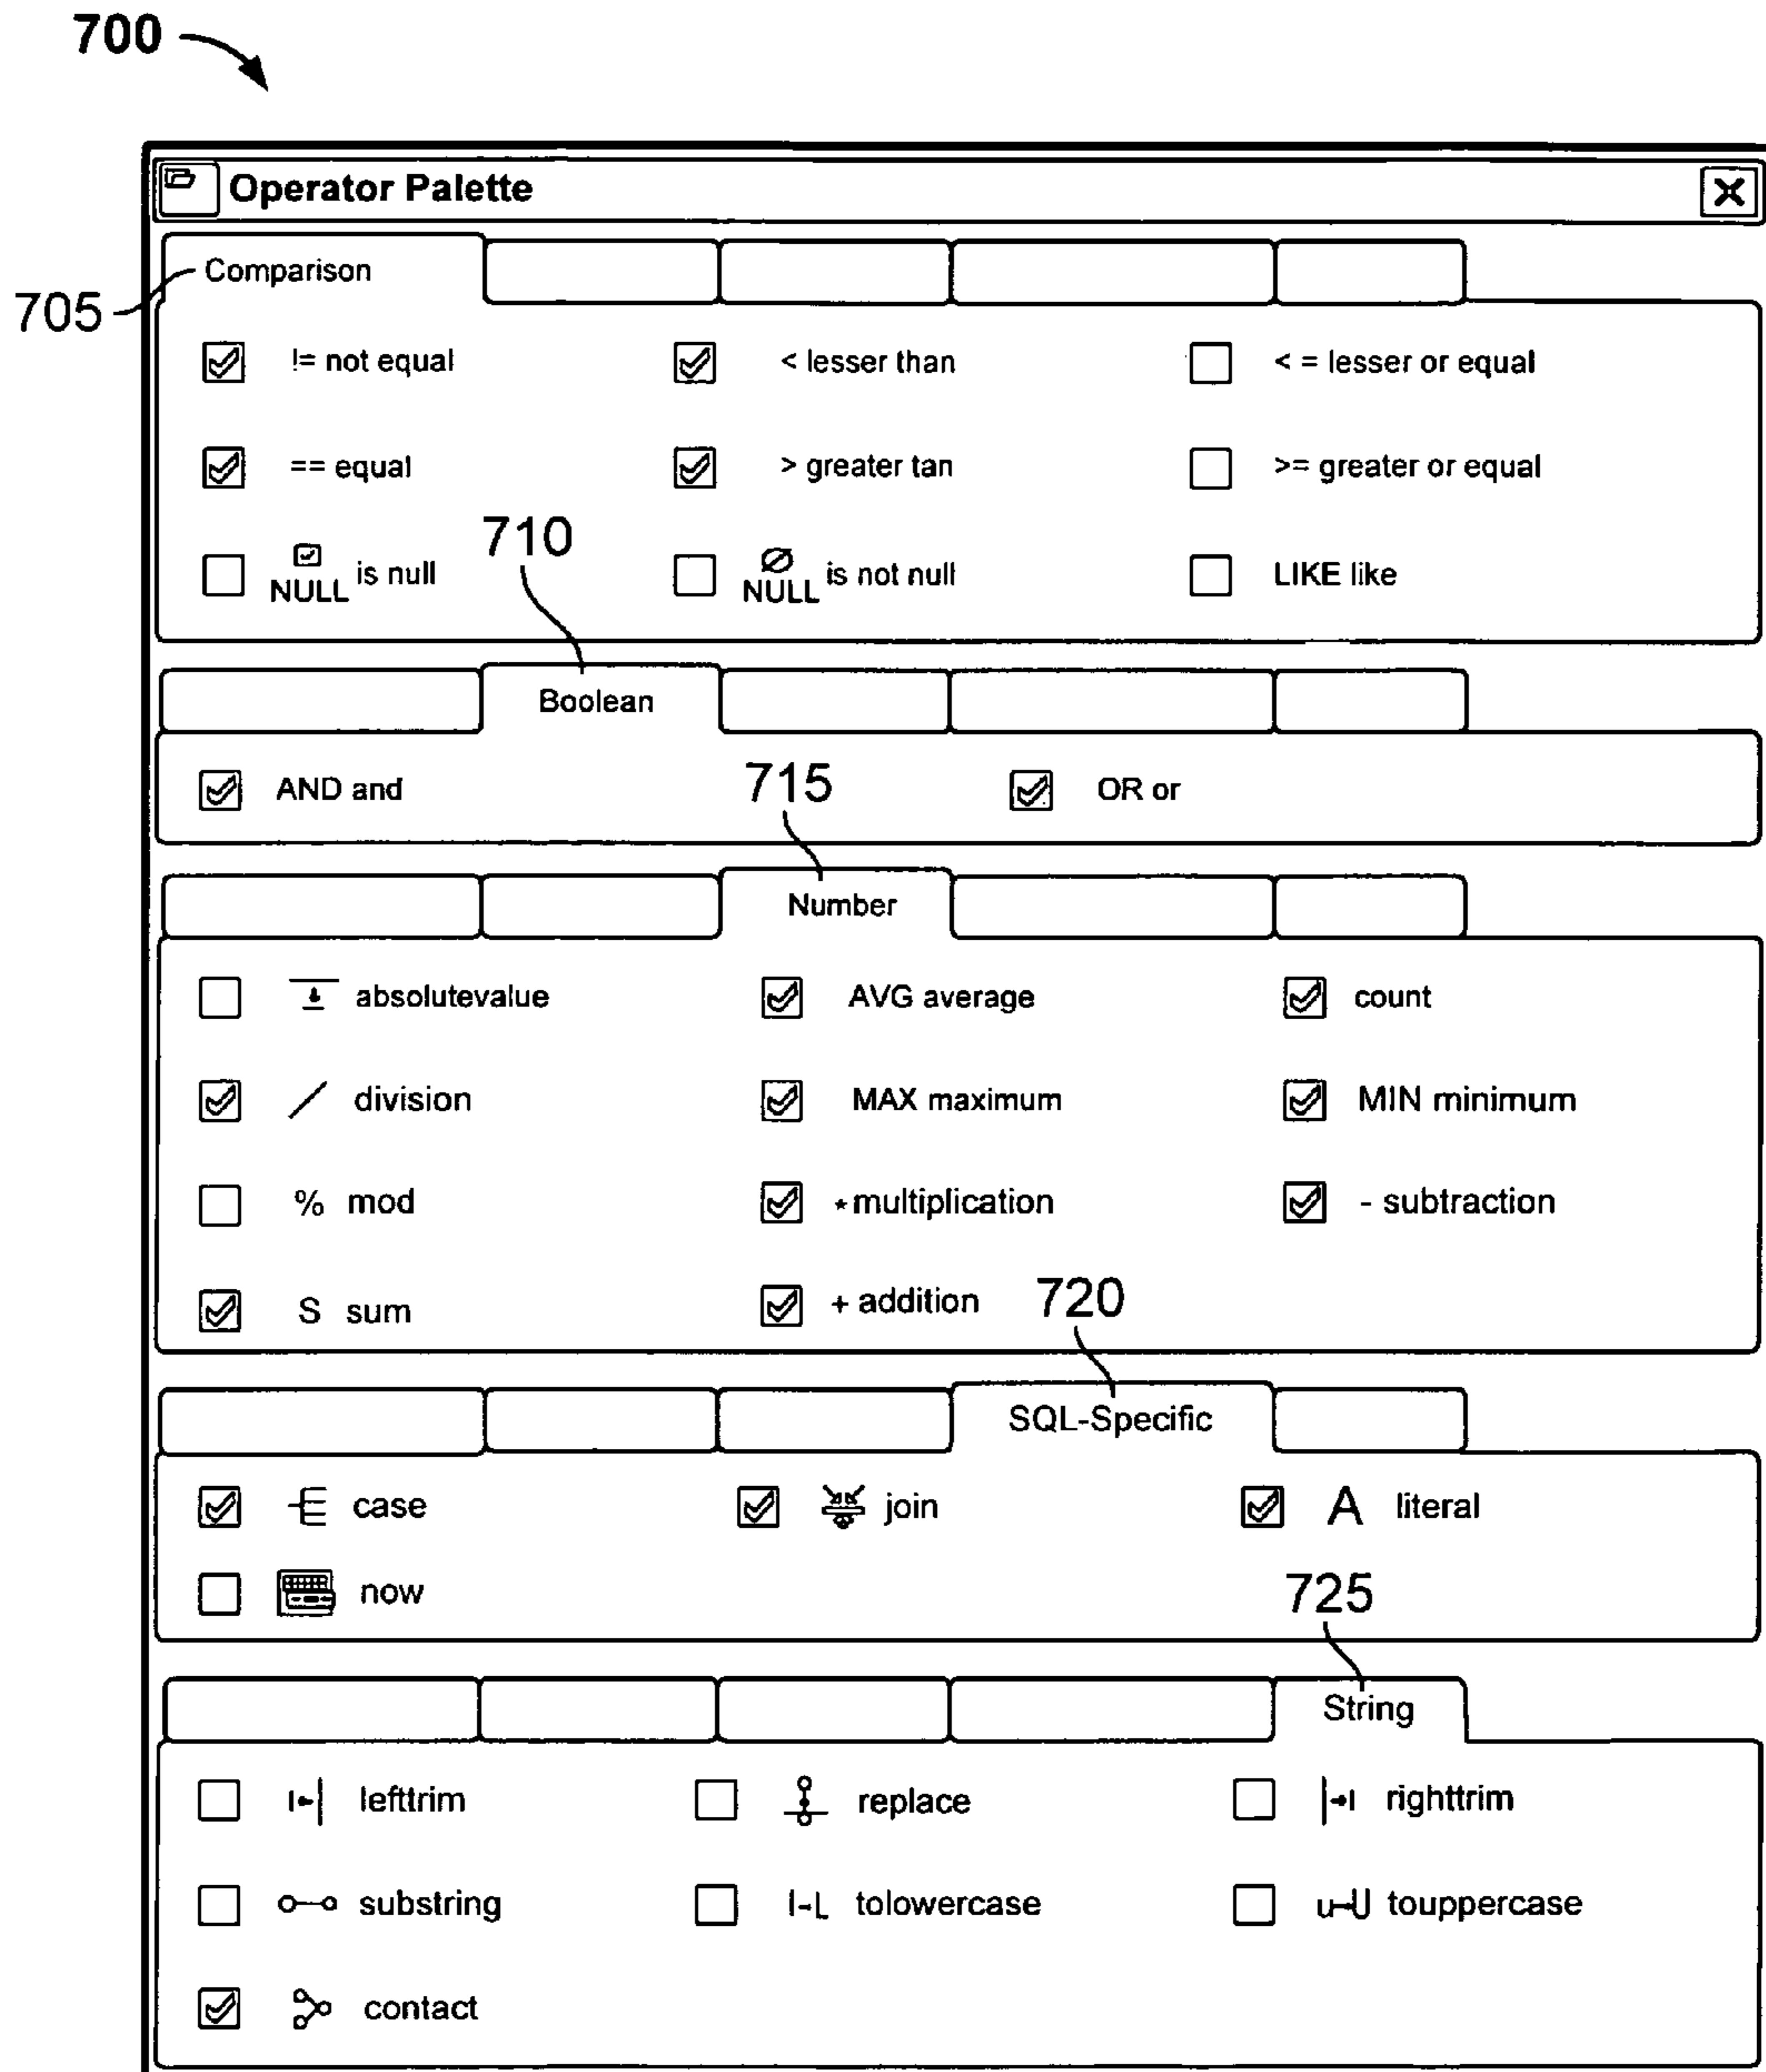 700
Operator Palette
Comparison
705
!= not equal < lesser than < = lesser or equal
== equal > greater tan >= greater or equal
710
NULL is null NULL is not null LIKE like
Boolean
AND and OR or
715
Number
absolutevalue AVG average count
/ division MAX maximum MIN minimum
% mod * multiplication - subtraction
S sum + addition
720
SQL-Specific
case join A literal
now
725
String
lefttrim replace righttrim
substring l-L tolowercase u-U touppercase
contact